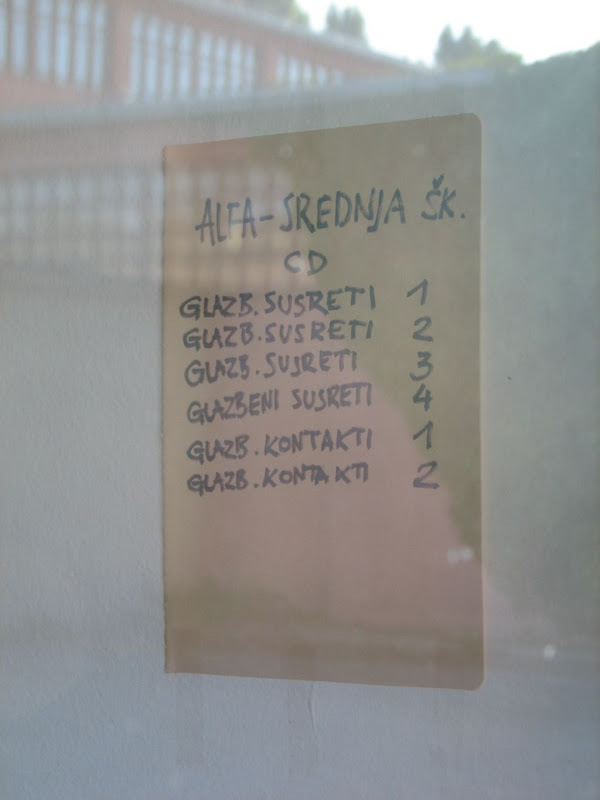 ALFA-SREDNJA ŠK.
CD
GLAZB. SUSRETI 1
GLAZB. SUSRETI 2
GLAZB. SUSRETI 3
GLAZBENI SUSRETI 4
GLAZB. KONTAKTI 1
GLAZB. KONTAKTI 2